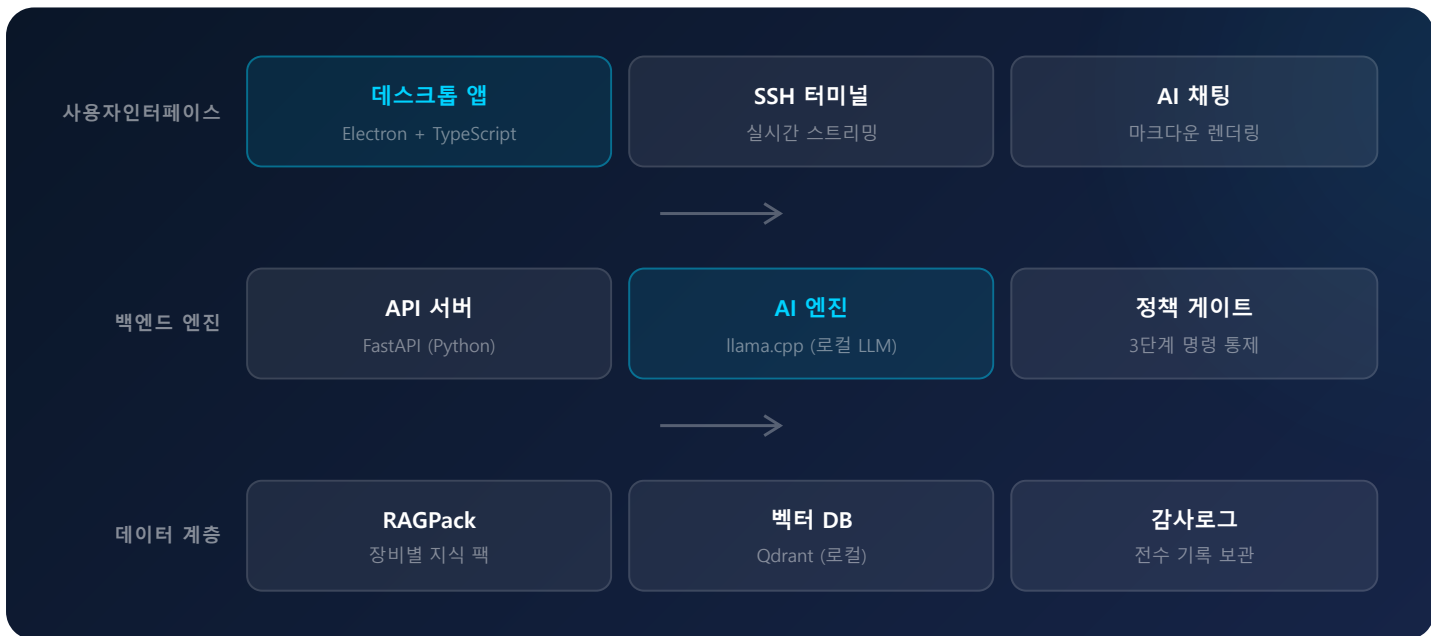 사용자인터페이스
데스크톱 앱
Electron + TypeScript
SSH 터미널
실시간 스트리밍
AI 채팅
마크다운 렌더링
백엔드 엔진
API 서버
FastAPI (Python)
AI 엔진
llama.cpp (로컬 LLM)
정책 게이트
3단계 명령 통제
데이터 계층
RAGPack
장비별 지식 팩
벡터 DB
Qdrant (로컬)
감사로그
전수 기록 보관